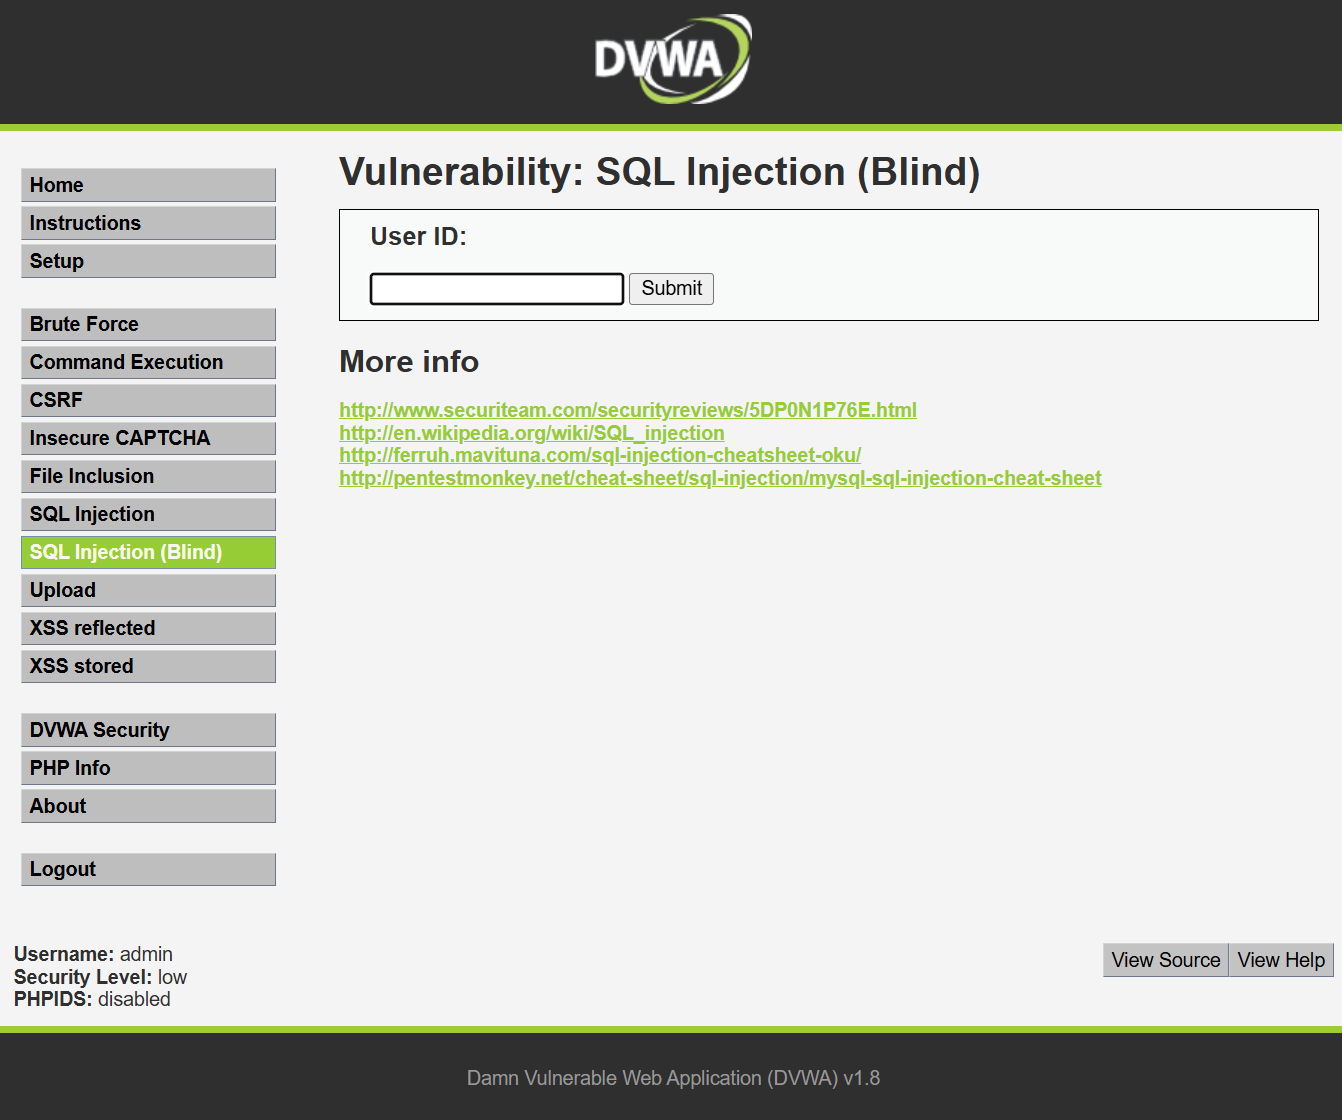 DVWA
Home
Instructions
Setup
Brute Force
Command Execution
CSRF
Insecure CAPTCHA
File Inclusion
SQL Injection
SQL Injection (Blind)
Upload
XSS reflected
XSS stored
DVWA Security
PHP Info
About
Logout
Vulnerability: SQL Injection (Blind)
User ID:
Submit
More info
http://www.securiteam.com/securityreviews/5DP0N1P76E.html
http://en.wikipedia.org/wiki/SQL_injection
http://ferruh.mavituna.com/sql-injection-cheatsheet-oku/
http://pentestmonkey.net/cheat-sheet/sql-injection/mysql-sql-injection-cheat-sheet
Username: admin
Security Level: low
PHPIDS: disabled
View Source View Help
Damn Vulnerable Web Application (DVWA) v1.8